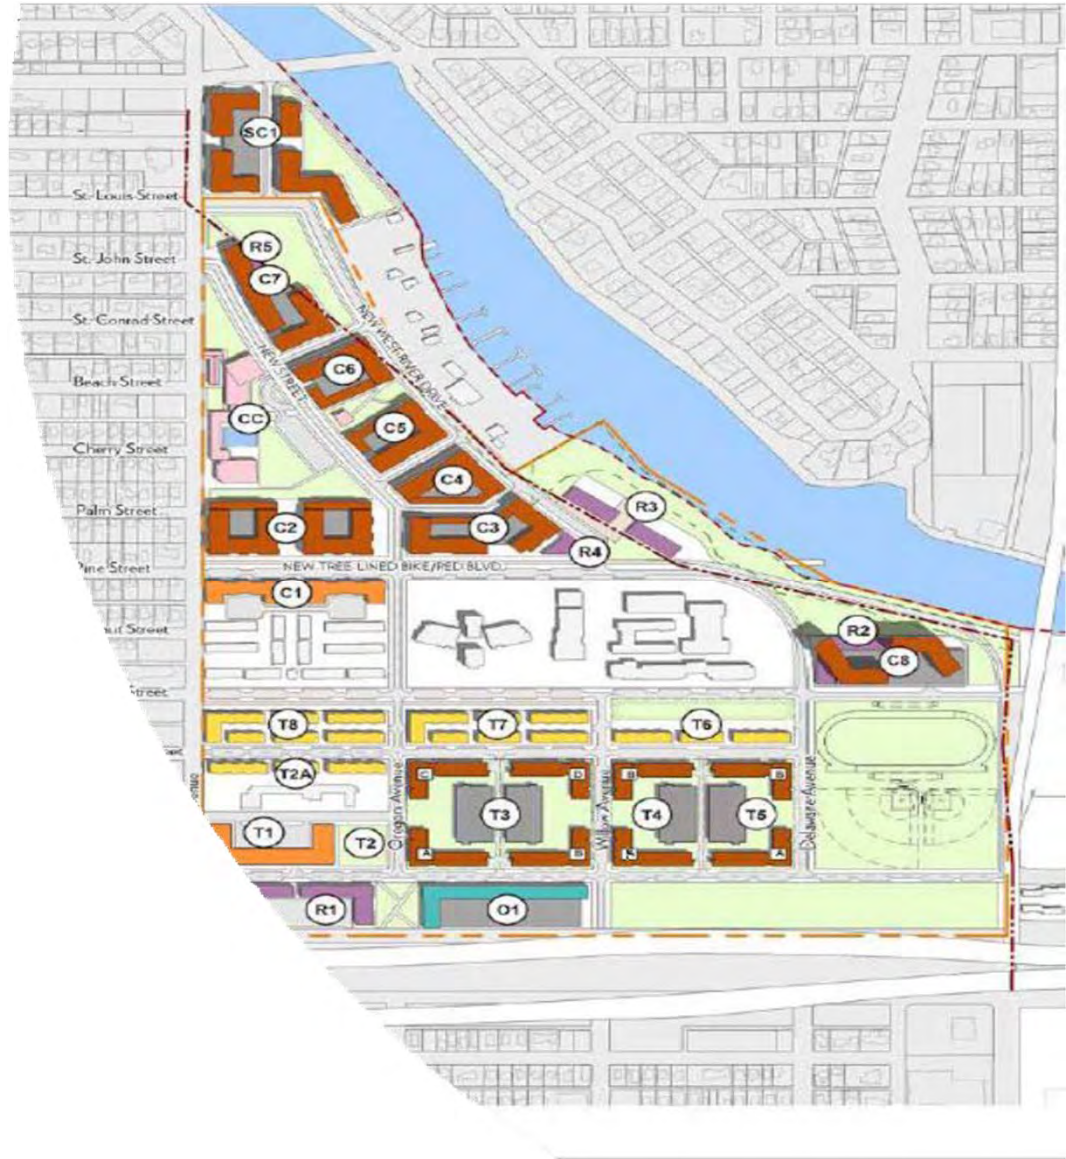 SC1
St. Louis Street
R5
St. John Street
C7
St. Conrad Street
NEW WEST RIVER DRIVE
NEW STREET
C6
Beach Street
CC
C5
Cherry Street
C4
R3
Palm Street
C2
C3
R4
Pine Street
NEW TREE-LINED BIKE/PED BLVD.
C1
Street
R2
C8
Street
T8
T7
T6
T2A
C
D
B
B
Oregon Avenue
Willow Avenue
Delaware Avenue
T3
T4
T5
T1
T2
A
B
A
A
R1
O1